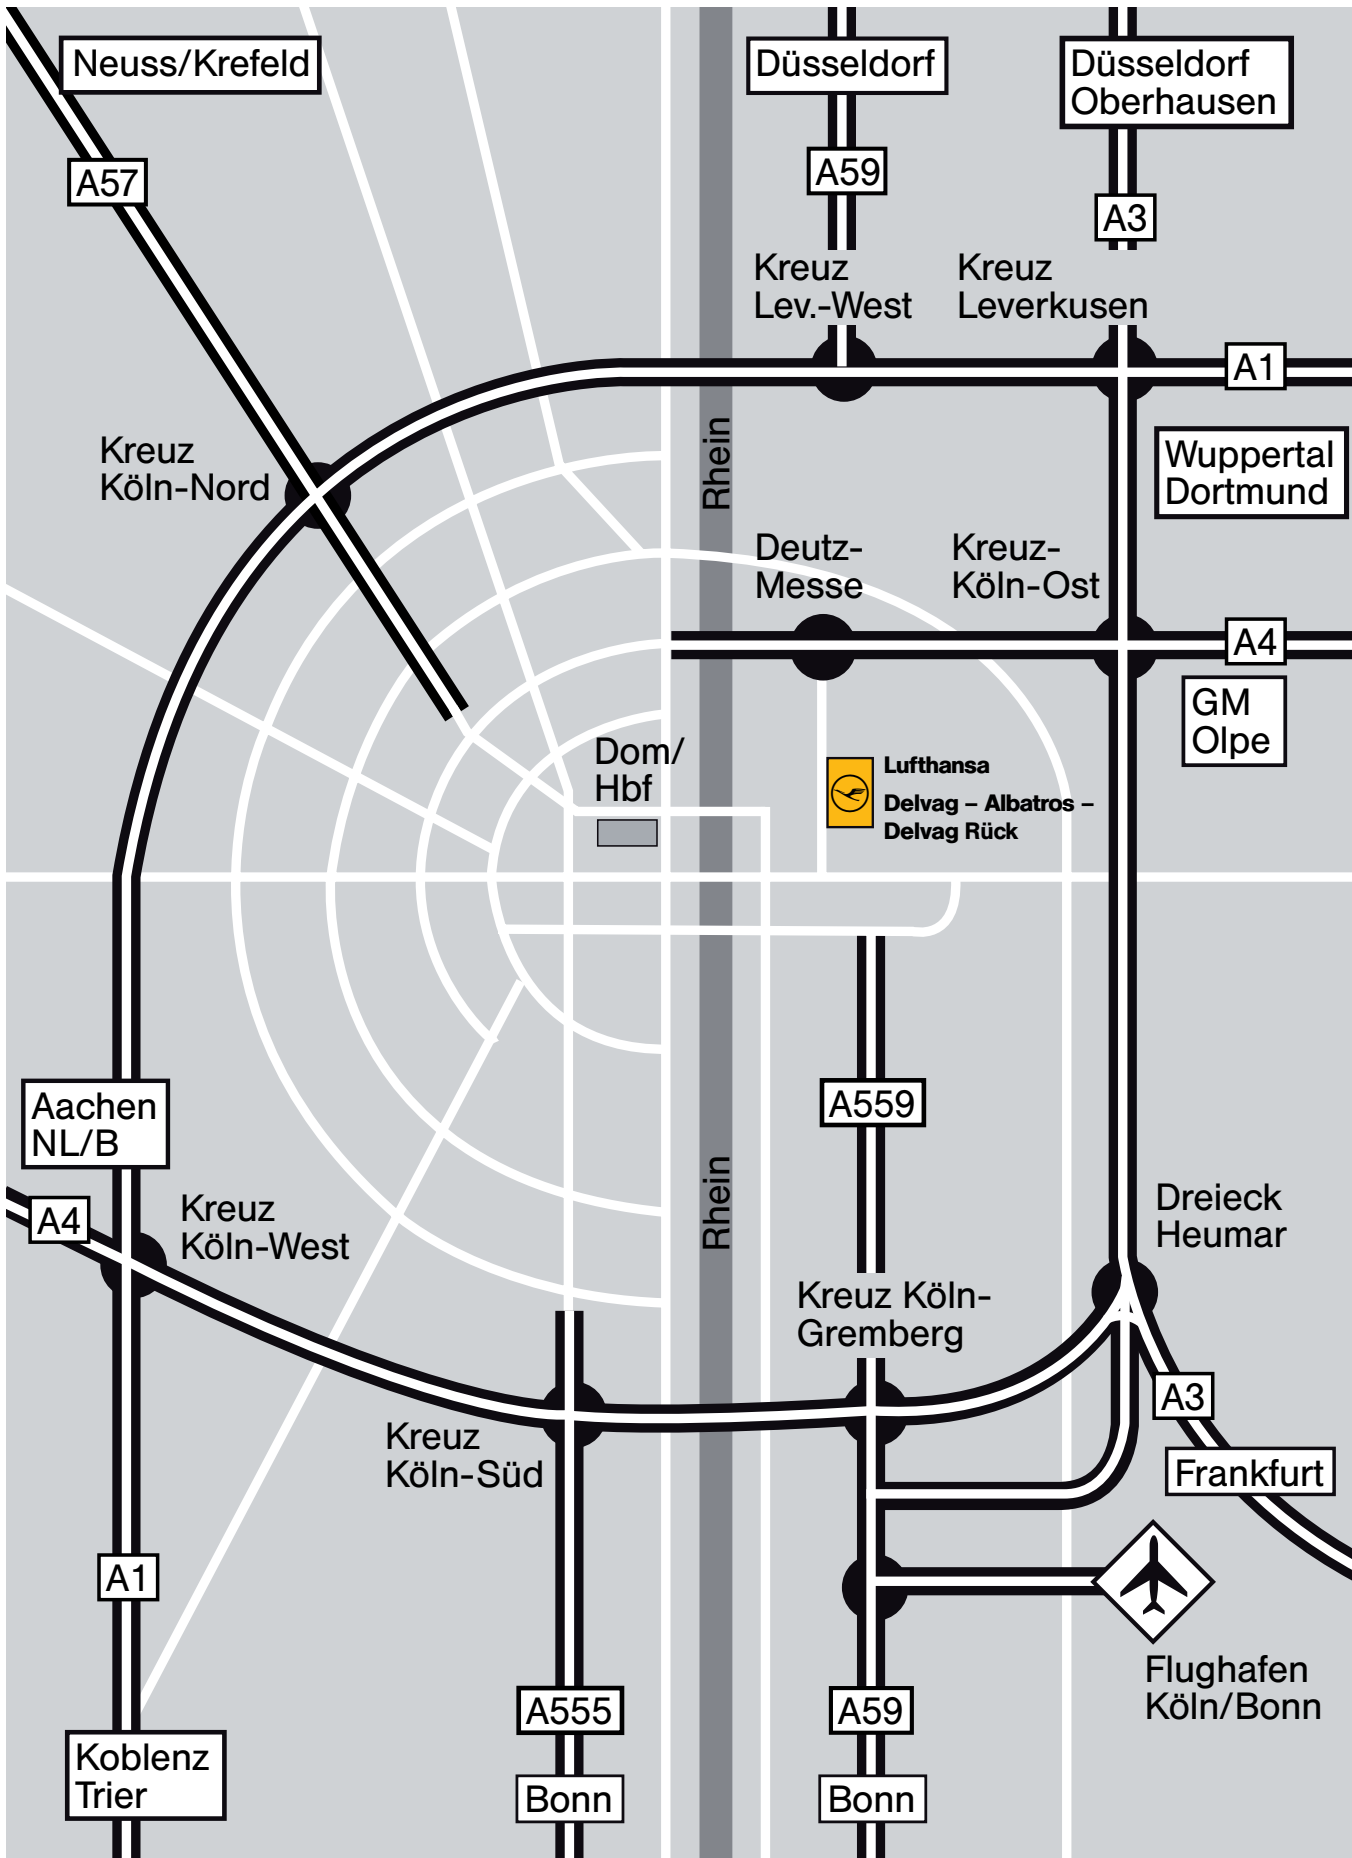 Neuss/Krefeld
Düsseldorf
Düsseldorf
Oberhausen
A57
A59
A3
Kreuz
Lev.-West
Kreuz
Leverkusen
A1
Kreuz
Köln-Nord
Rhein
Wuppertal
Dortmund
Deutz-
Messe
Kreuz-
Köln-Ost
A4
GM
Olpe
Dom/
Hbf
Lufthansa
Delvag – Albatros –
Delvag Rück
Aachen
NL/B
A559
A4
Kreuz
Köln-West
Rhein
Dreieck
Heumar
Kreuz Köln-
Gremberg
A3
Kreuz
Köln-Süd
Frankfurt
A1
Flughafen
Köln/Bonn
A555
A59
Koblenz
Trier
Bonn
Bonn